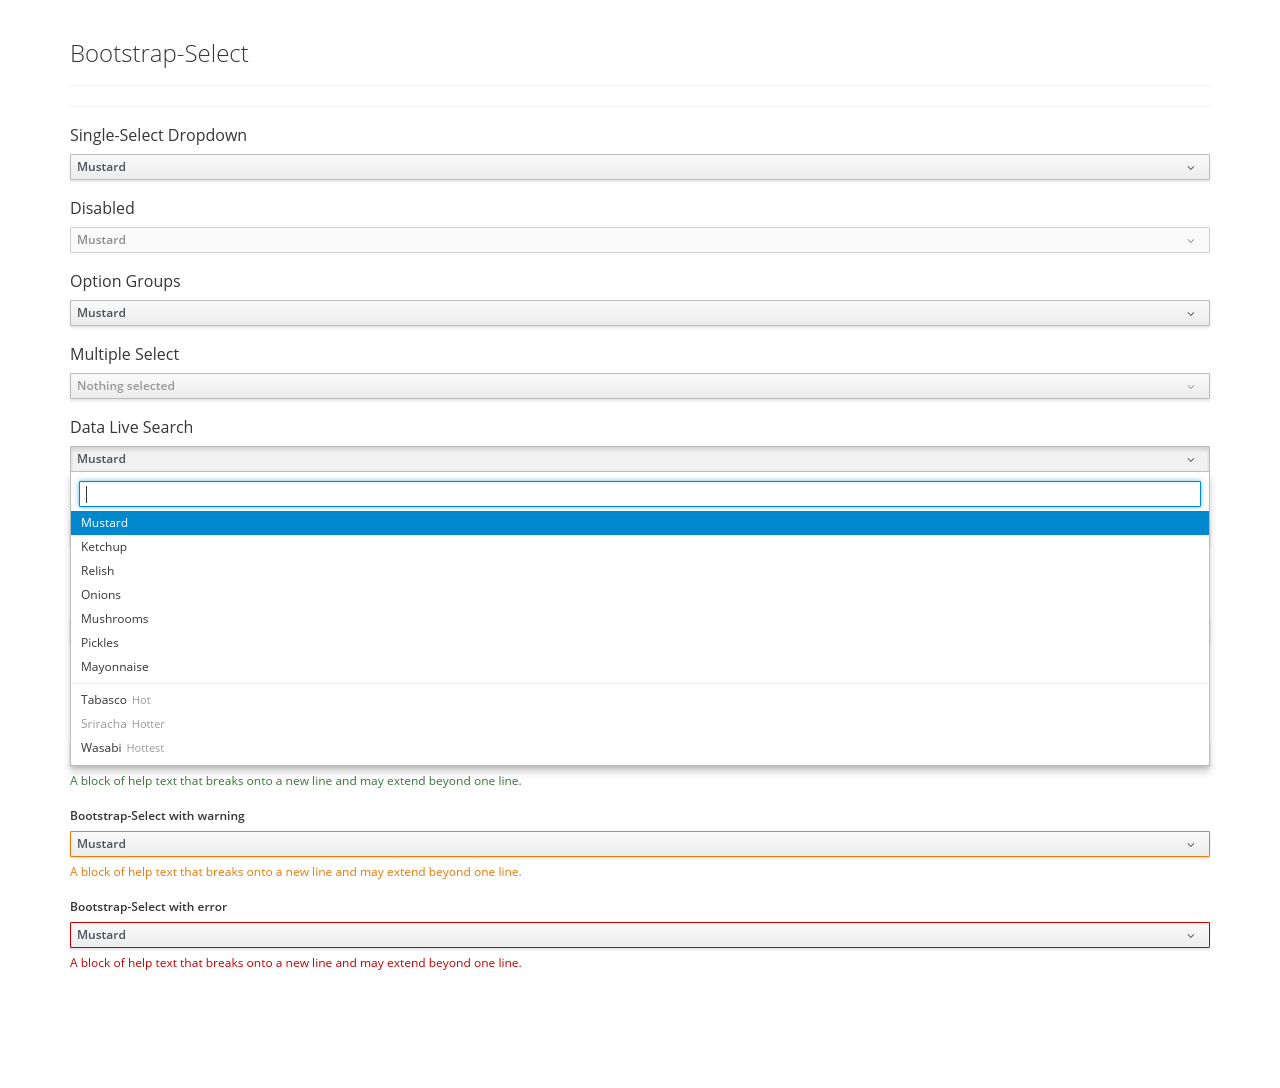 Bootstrap-Select
Single-Select Dropdown
Mustard
Disabled
Mustard
Option Groups
Mustard
Multiple Select
Nothing selected
Data Live Search
Mustard
Mustard
Ketchup
Relish
Onions
Mushrooms
Pickles
Mayonnaise
Tabasco Hot
Sriracha Hotter
Wasabi Hottest
A block of help text that breaks onto a new line and may extend beyond one line.
Bootstrap-Select with warning
Mustard
A block of help text that breaks onto a new line and may extend beyond one line.
Bootstrap-Select with error
Mustard
A block of help text that breaks onto a new line and may extend beyond one line.